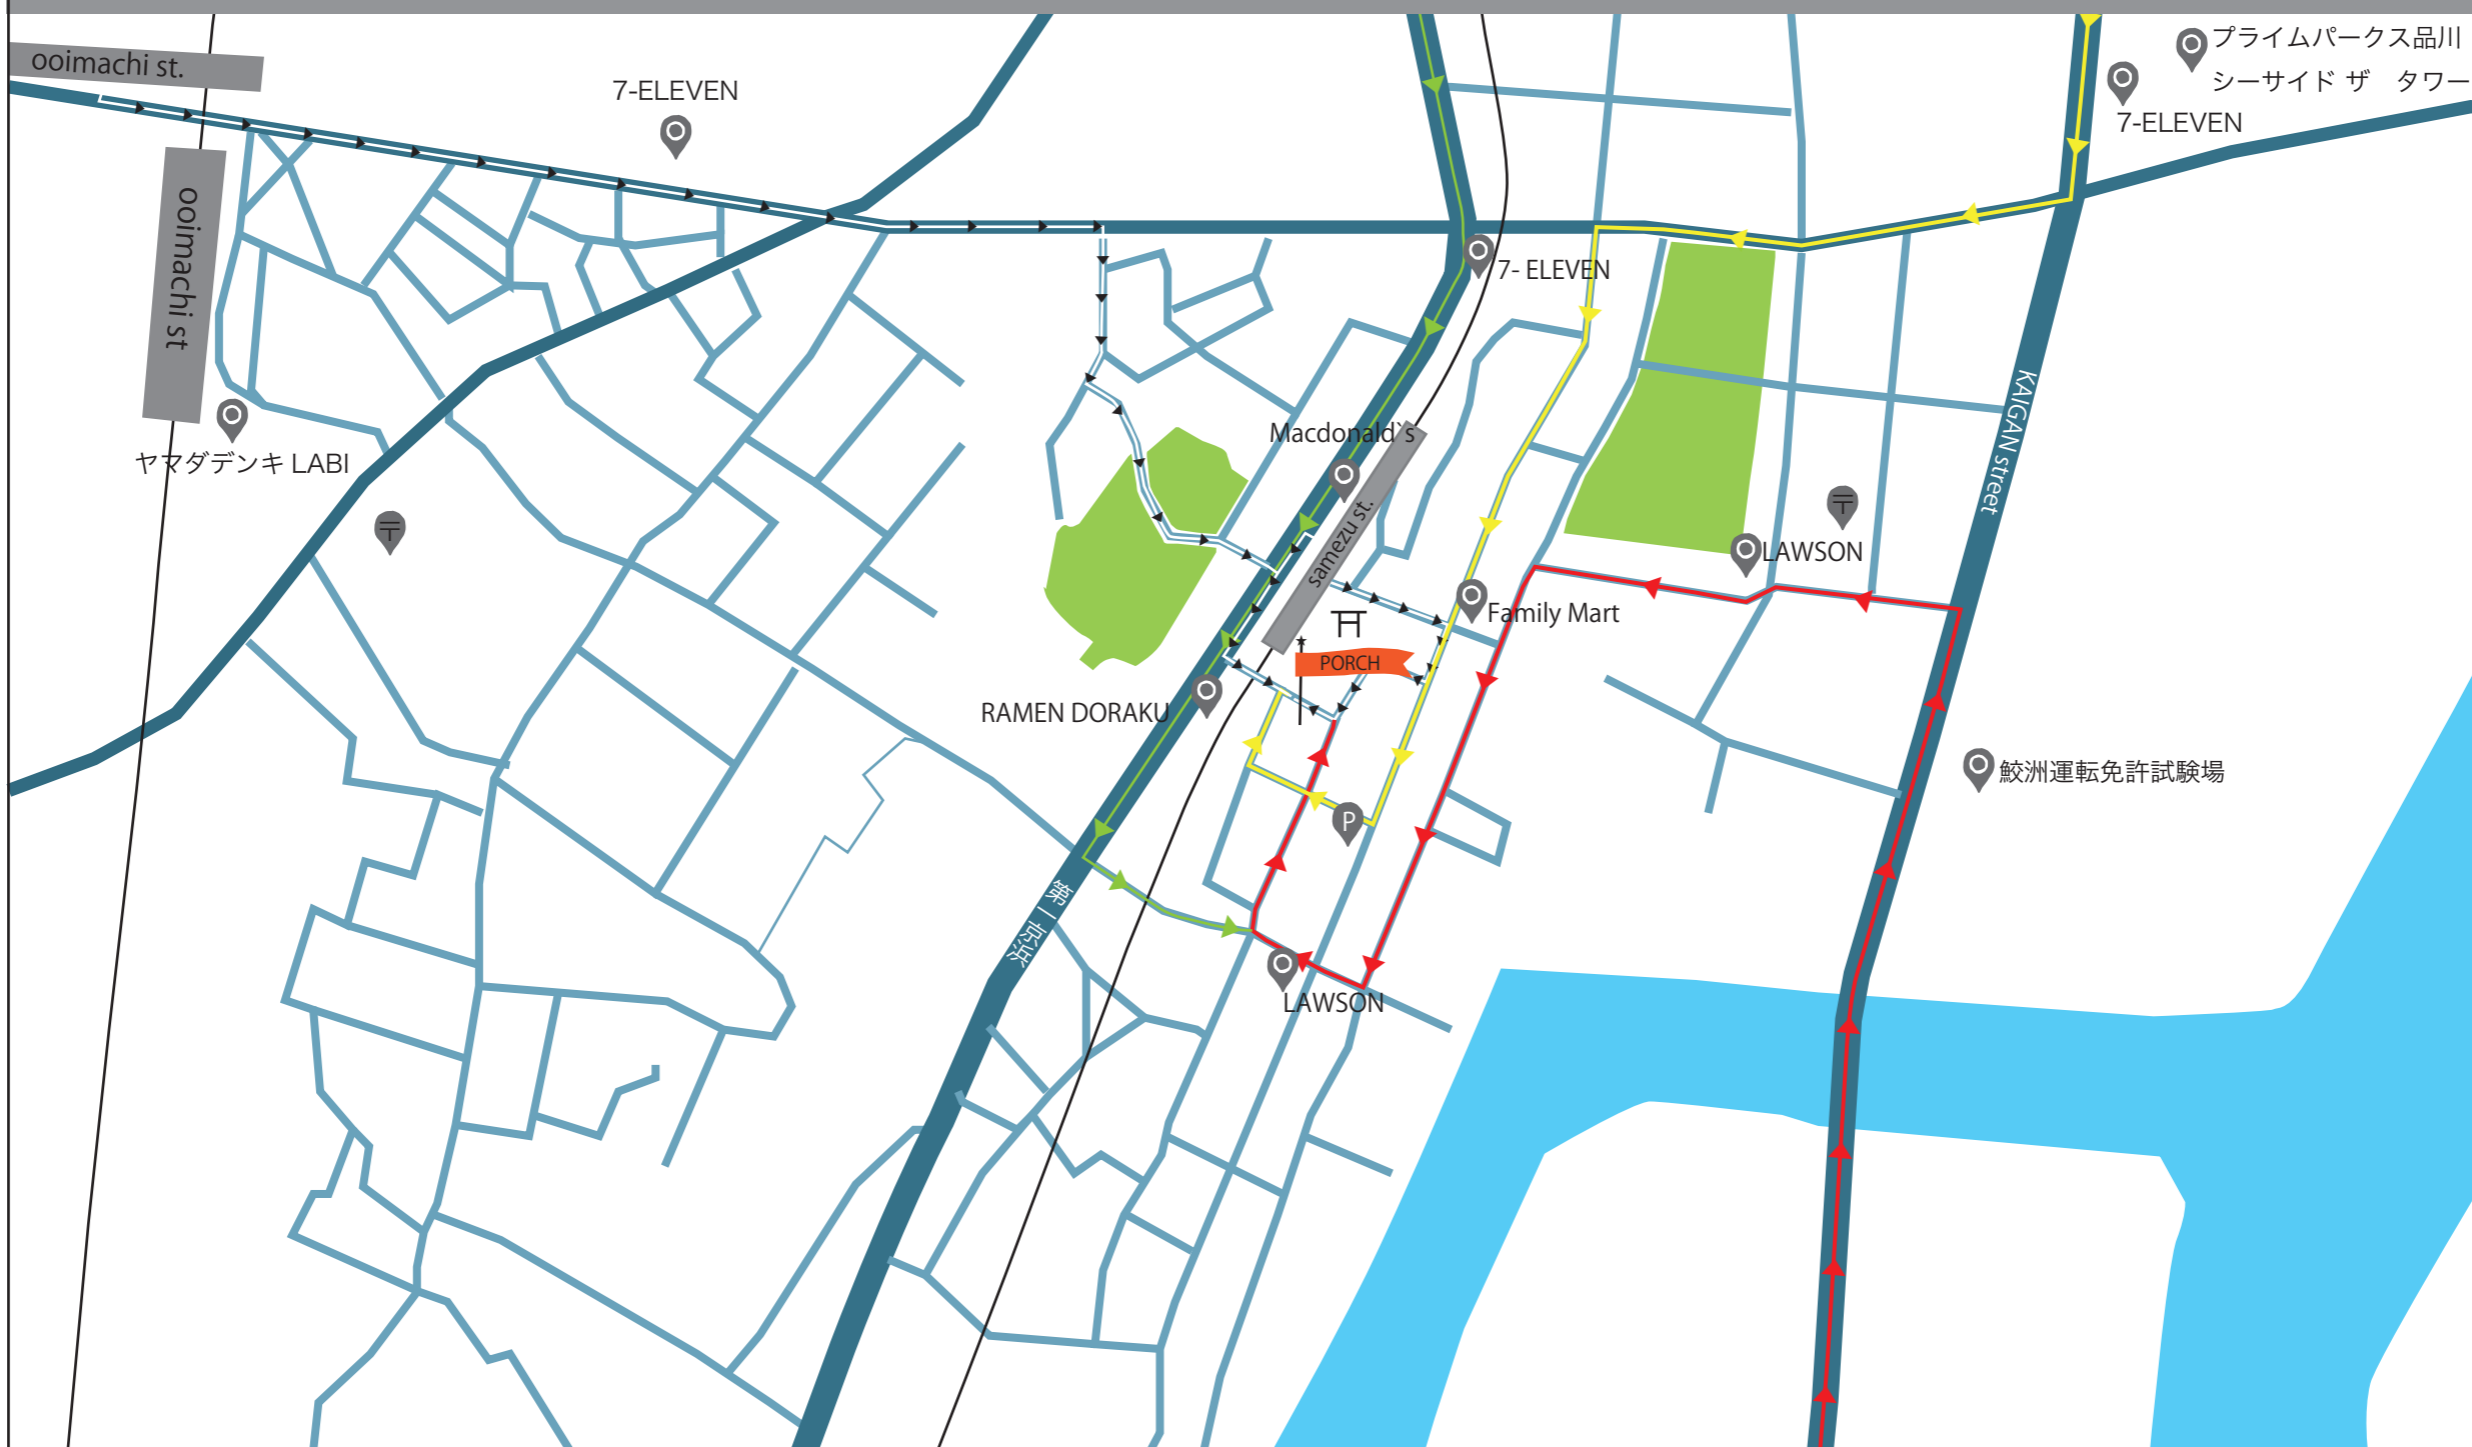 ooimachi st.
プライムパークス品川
シーサイド ザ　タワー
7-ELEVEN
7-ELEVEN
ooimachi st
7- ELEVEN
KAIGAN street
Macdonald`s
ヤマダデンキ LABI
〒
〒
samezu st.
LAWSON
Family Mart
PORCH
RAMEN DORAKU
鮫洲運転免許試験場
P
第一京浜
LAWSON